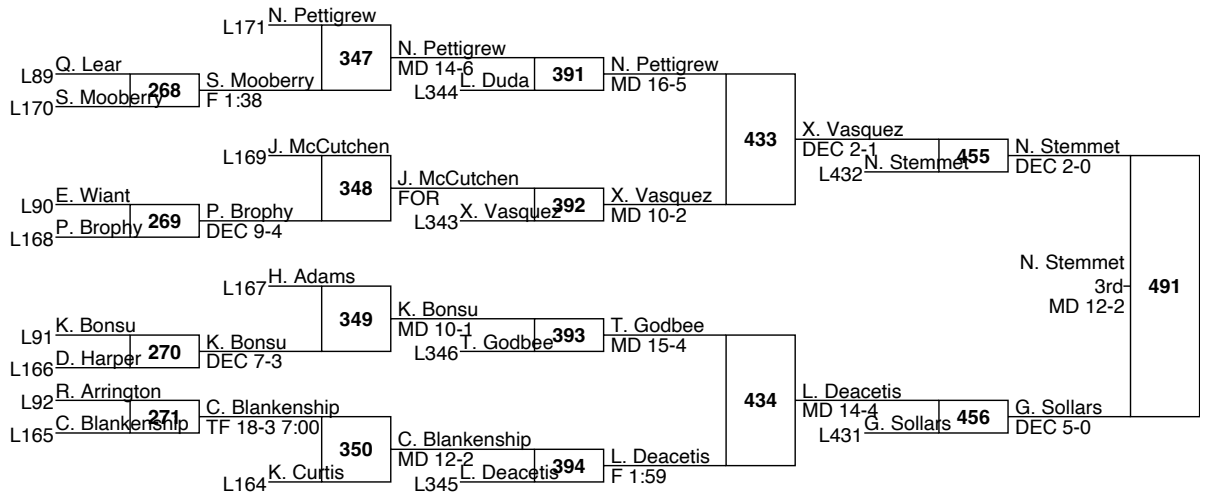 L171 N. Pettigrew
347
N. Pettigrew
MD 14-6
L89 Q. Lear
268
L170 S. Mooberry
S. Mooberry
F 1:38
L344 L. Duda
391
N. Pettigrew
MD 16-5
433
L169 J. McCutchen
348
J. McCutchen
FOR
L90 E. Wiant
269
L168 P. Brophy
P. Brophy
DEC 9-4
L343 X. Vasquez
392
X. Vasquez
MD 10-2
X. Vasquez
DEC 2-1
L432 N. Stemmet
455
N. Stemmet
DEC 2-0
N. Stemmet
3rd
MD 12-2
491
L167 H. Adams
349
K. Bonsu
MD 10-1
L91 K. Bonsu
270
L166 D. Harper
K. Bonsu
DEC 7-3
L346 T. Godbee
393
T. Godbee
MD 15-4
434
L92 R. Arrington
271
L165 C. Blankenship
C. Blankenship
TF 18-3 7:00
350
L164 K. Curtis
C. Blankenship
MD 12-2
L345 L. Deacetis
394
L. Deacetis
F 1:59
L. Deacetis
MD 14-4
L431 G. Sollars
456
G. Sollars
DEC 5-0